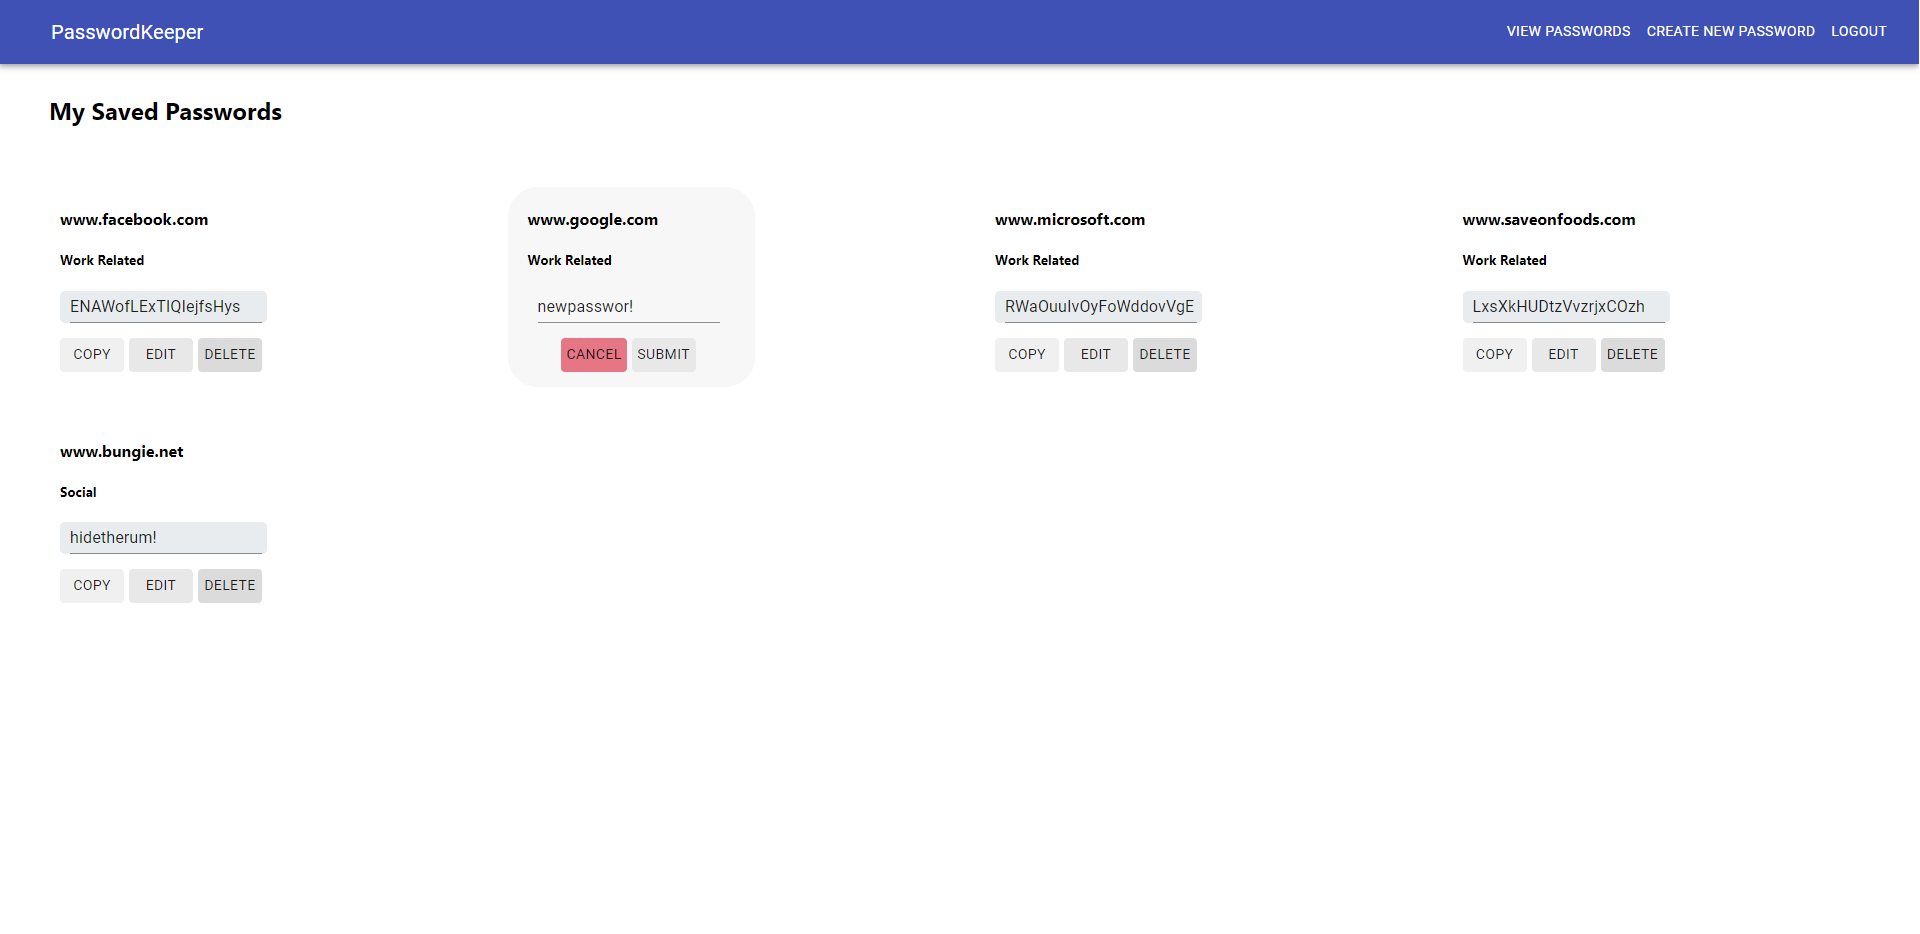 PasswordKeeper
VIEW PASSWORDS CREATE NEW PASSWORD LOGOUT
My Saved Passwords
www.facebook.com
Work Related
ENAWofLExTIQIejfsHys
COPY EDIT DELETE
www.google.com
Work Related
newpasswor!
CANCEL SUBMIT
www.microsoft.com
Work Related
RWaOuuIvOyFoWddovVgE
COPY EDIT DELETE
www.saveonfoods.com
Work Related
LxsXkHUDtzVvzrjxCOzh
COPY EDIT DELETE
www.bungie.net
Social
hidetherum!
COPY EDIT DELETE